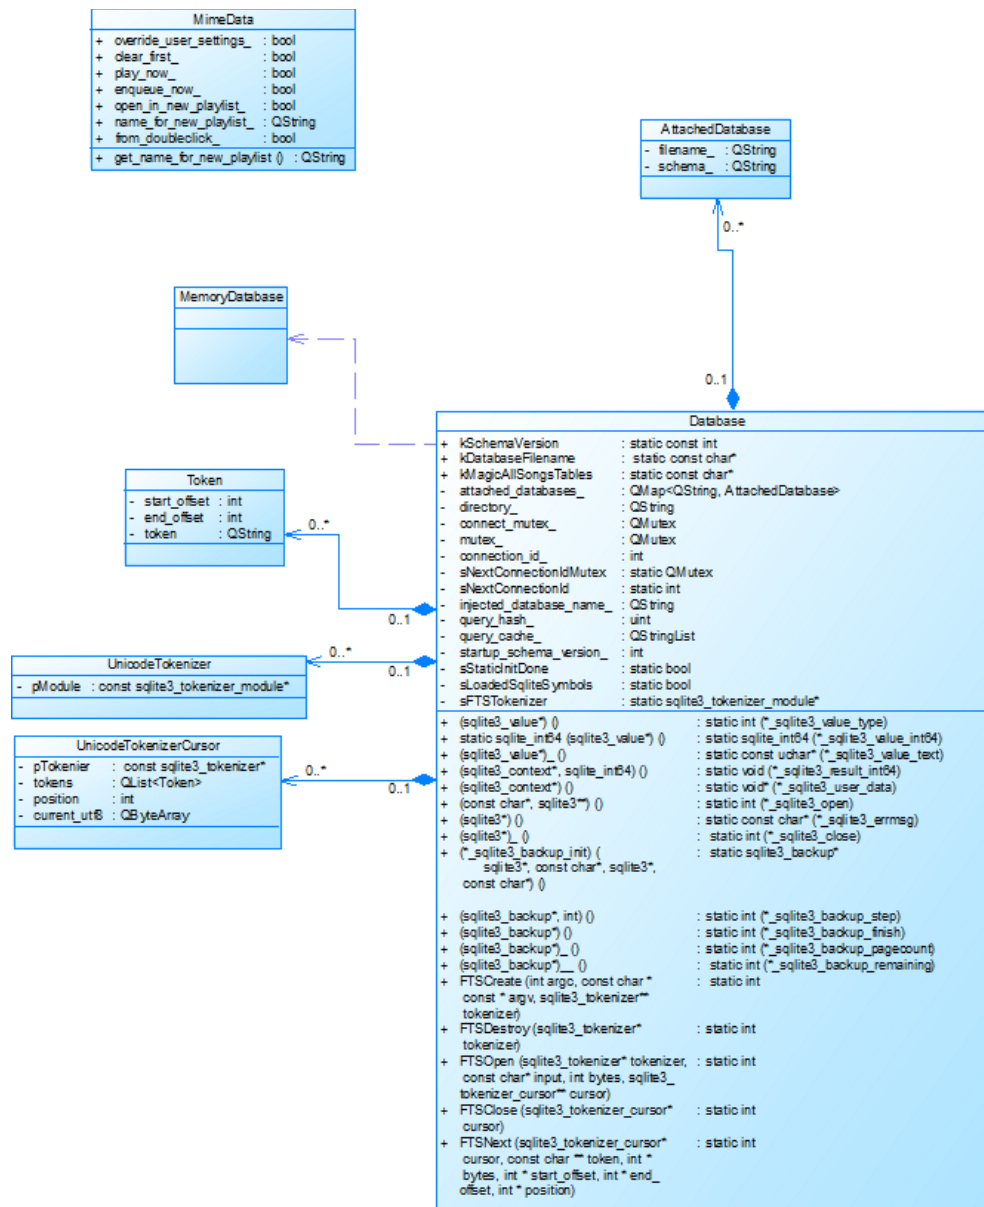 MimeData
+ override_user_settings_ : bool
+ clear_first_ : bool
+ play_now_ : bool
+ enqueue_now_ : bool
+ open_in_new_playlist_ : bool
+ name_for_new_playlist_ : QString
+ from_doubleclick_ : bool
+ get_name_for_new_playlist () : QString
AttachedDatabase
- filename_ : QString
- schema_ : QString
0..*
0..1
MemoryDatabase
Token
- start_offset : int
- end_offset : int
- token : QString
0..*
0..1
UnicodeTokenizer
- pModule : const sqlite3_tokenizer_module*
0..*
0..1
UnicodeTokenizerCursor
- pTokenier : const sqlite3_tokenizer*
- tokens : QList<Token>
- position : int
- current_utf8 : QByteArray
0..*
0..1
Database
+ kSchemaVersion : static const int
+ kDatabaseFilename : static const char*
+ kMagicAllSongsTables : static const char*
- attached_databases_ : QMap<QString, AttachedDatabase>
- directory_ : QString
- connect_mutex_ : QMutex
- mutex_ : QMutex
- connection_id_ : int
- sNextConnectionIdMutex : static QMutex
- sNextConnectionId : static int
- injected_database_name_ : QString
- query_hash_ : uint
- query_cache_ : QStringList
- startup_schema_version_ : int
- sStaticInitDone : static bool
- sLoadedSqliteSymbols : static bool
- sFTSTokenizer : static sqlite3_tokenizer_module*
+ (sqlite3_value*) () : static int (*_sqlite3_value_type)
+ static sqlite_int64 (sqlite3_value*) () : static sqlite_int64 (*_sqlite3_value_int64)
+ (sqlite3_value*)_ () : static const uchar* (*_sqlite3_value_text)
+ (sqlite3_context*, sqlite_int64) () : static void (*_sqlite3_result_int64)
+ (sqlite3_context*) () : static void* (*_sqlite3_user_data)
+ (const char*, sqlite3**) () : static int (*_sqlite3_open)
+ (sqlite3*) () : static const char* (*_sqlite3_errmsg)
+ (sqlite3*)_ () : static int (*_sqlite3_close)
+ (*_sqlite3_backup_init) ( : static sqlite3_backup*
sqlite3*, const char*, sqlite3*,
const char*) ()
+ (sqlite3_backup*, int) () : static int (*_sqlite3_backup_step)
+ (sqlite3_backup*) () : static int (*_sqlite3_backup_finish)
+ (sqlite3_backup*)_ () : static int (*_sqlite3_backup_pagecount)
+ (sqlite3_backup*)__ () : static int (*_sqlite3_backup_remaining)
+ FTSCreate (int argc, const char * : static int
const * argv, sqlite3_tokenizer**
tokenizer)
+ FTSDestroy (sqlite3_tokenizer* : static int
tokenizer)
+ FTSOpen (sqlite3_tokenizer* tokenizer, : static int
const char* input, int bytes, sqlite3_
tokenizer_cursor** cursor)
+ FTSClose (sqlite3_tokenizer_cursor* : static int
cursor)
+ FTSNext (sqlite3_tokenizer_cursor* : static int
cursor, const char ** token, int *
bytes, int * start_offset, int * end_
offset, int * position)